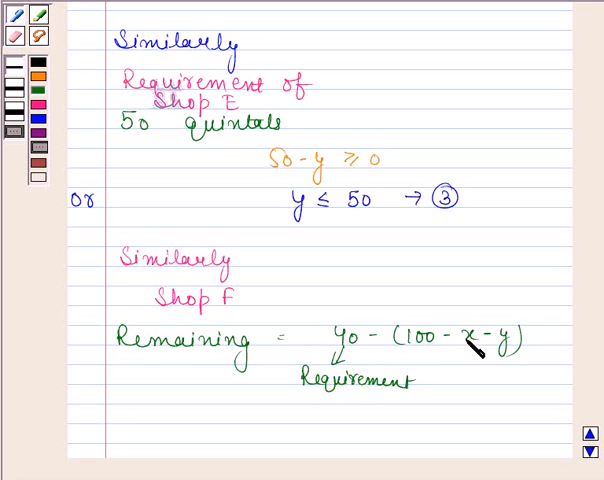 Similarly
Requirement of
Shop E
50 quintals
50 - y ≥ 0
or y ≤ 50 → ③
Similarly
Shop F
Remaining = 40 - (100 - x - y)
Requirement